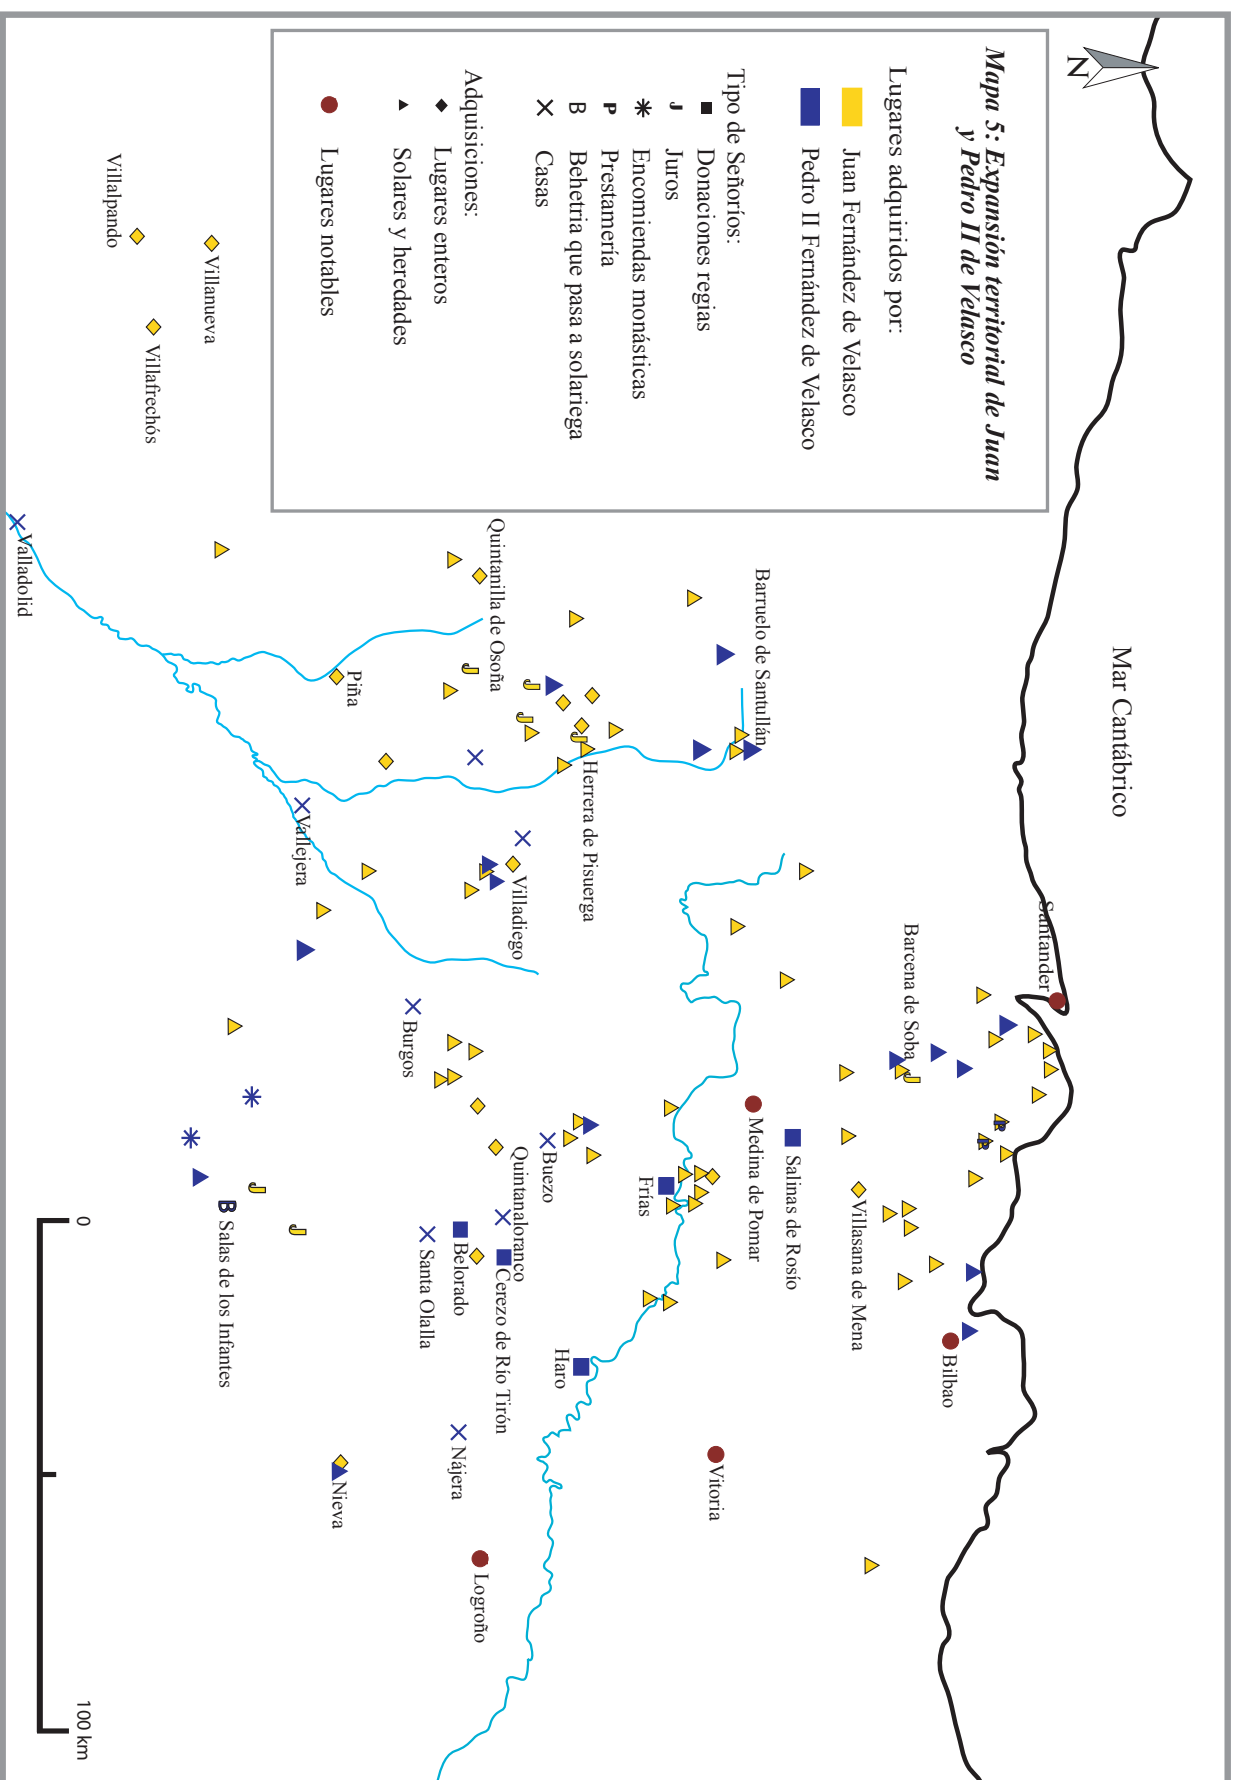 Mapa 5: Expansión territorial de Juan
y Pedro II de Velasco
N
Lugares adquiridos por:
Juan Fernández de Velasco
Pedro II Fernández de Velasco
Tipo de Señoríos:
Donaciones regias
J Juros
Encomiendas monásticas
P Prestamería
B Behetria que pasa a solariega
Casas
Adquisiciones:
Lugares enteros
Solares y heredades
Lugares notables
Mar Cantábrico
Santander
Barcena de Soba
J
P
P
Bilbao
Villasana de Mena
Salinas de Rosío
Medina de Pomar
Barruelo de Santullán
Vitoria
Frías
Herrera de Pisuerga
J
J
J
J
Haro
Buezo
Villadiego
Quintanaloranco
Quintanilla de Osoña
Cerezo de Río Tirón
Logroño
Belorado
Nájera
Santa Olalla
Burgos
Piña
Nieva
Vallejera
J
J
B Salas de los Infantes
Villanueva
Villafrechós
Villalpando
Valladolid
0
100 km